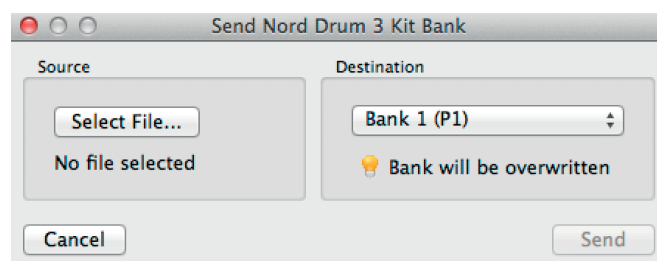 Send Nord Drum 3 Kit Bank
Source
Select File...
No file selected
Destination
Bank 1 (P1)
Bank will be overwritten
Cancel
Send